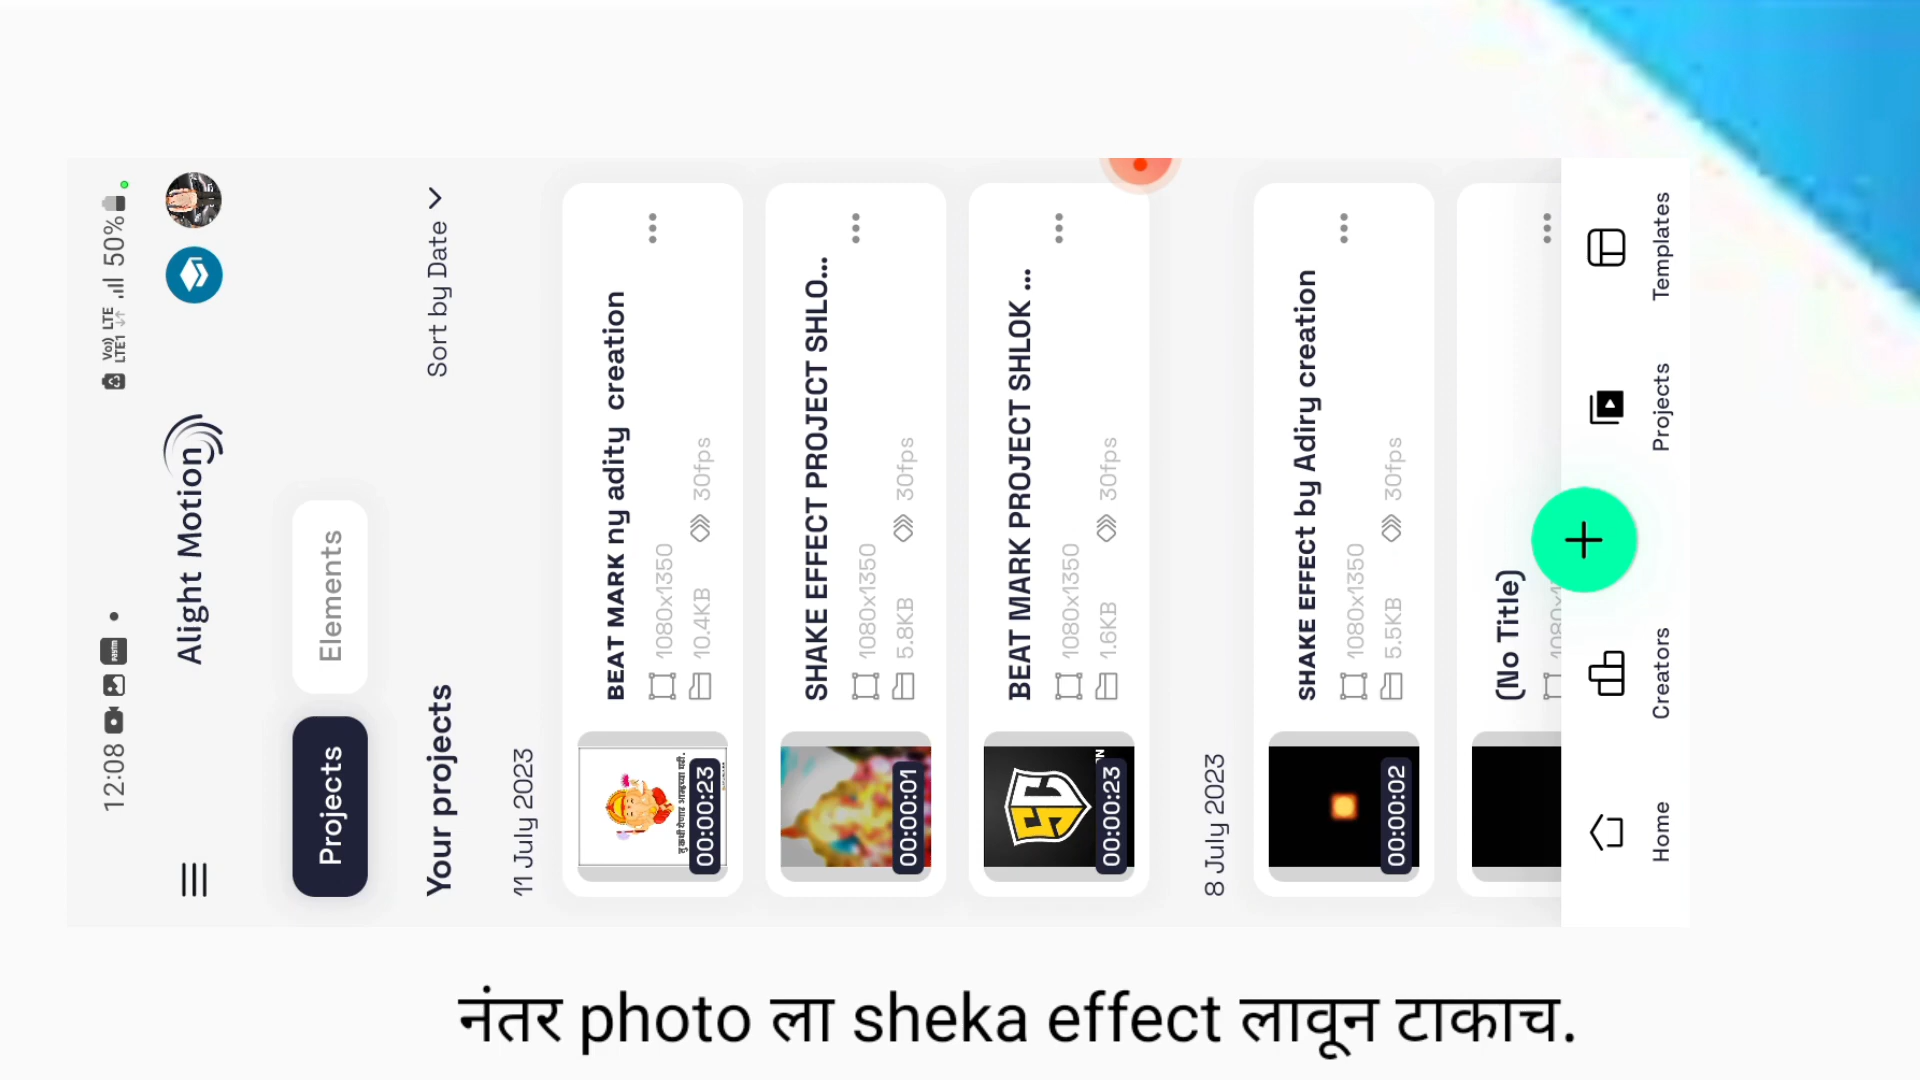 12:08
Vo)) LTE
LTE1
50%
Alight Motion
Projects
Elements
Your projects
Sort by Date
11 July 2023
BEAT MARK ny adity creation
1080x1350
10.4KB
30fps
00:00:23
SHAKE EFFECT PROJECT SHLO...
1080x1350
5.8KB
30fps
00:00:01
BEAT MARK PROJECT SHLOK ...
1080x1350
1.6KB
30fps
00:00:23
8 July 2023
SHAKE EFFECT by Adiry creation
1080x1350
5.5KB
30fps
00:00:02
(No Title)
Home
Creators
Projects
Templates
नंतर photo ला sheka effect लावून टाकाच.